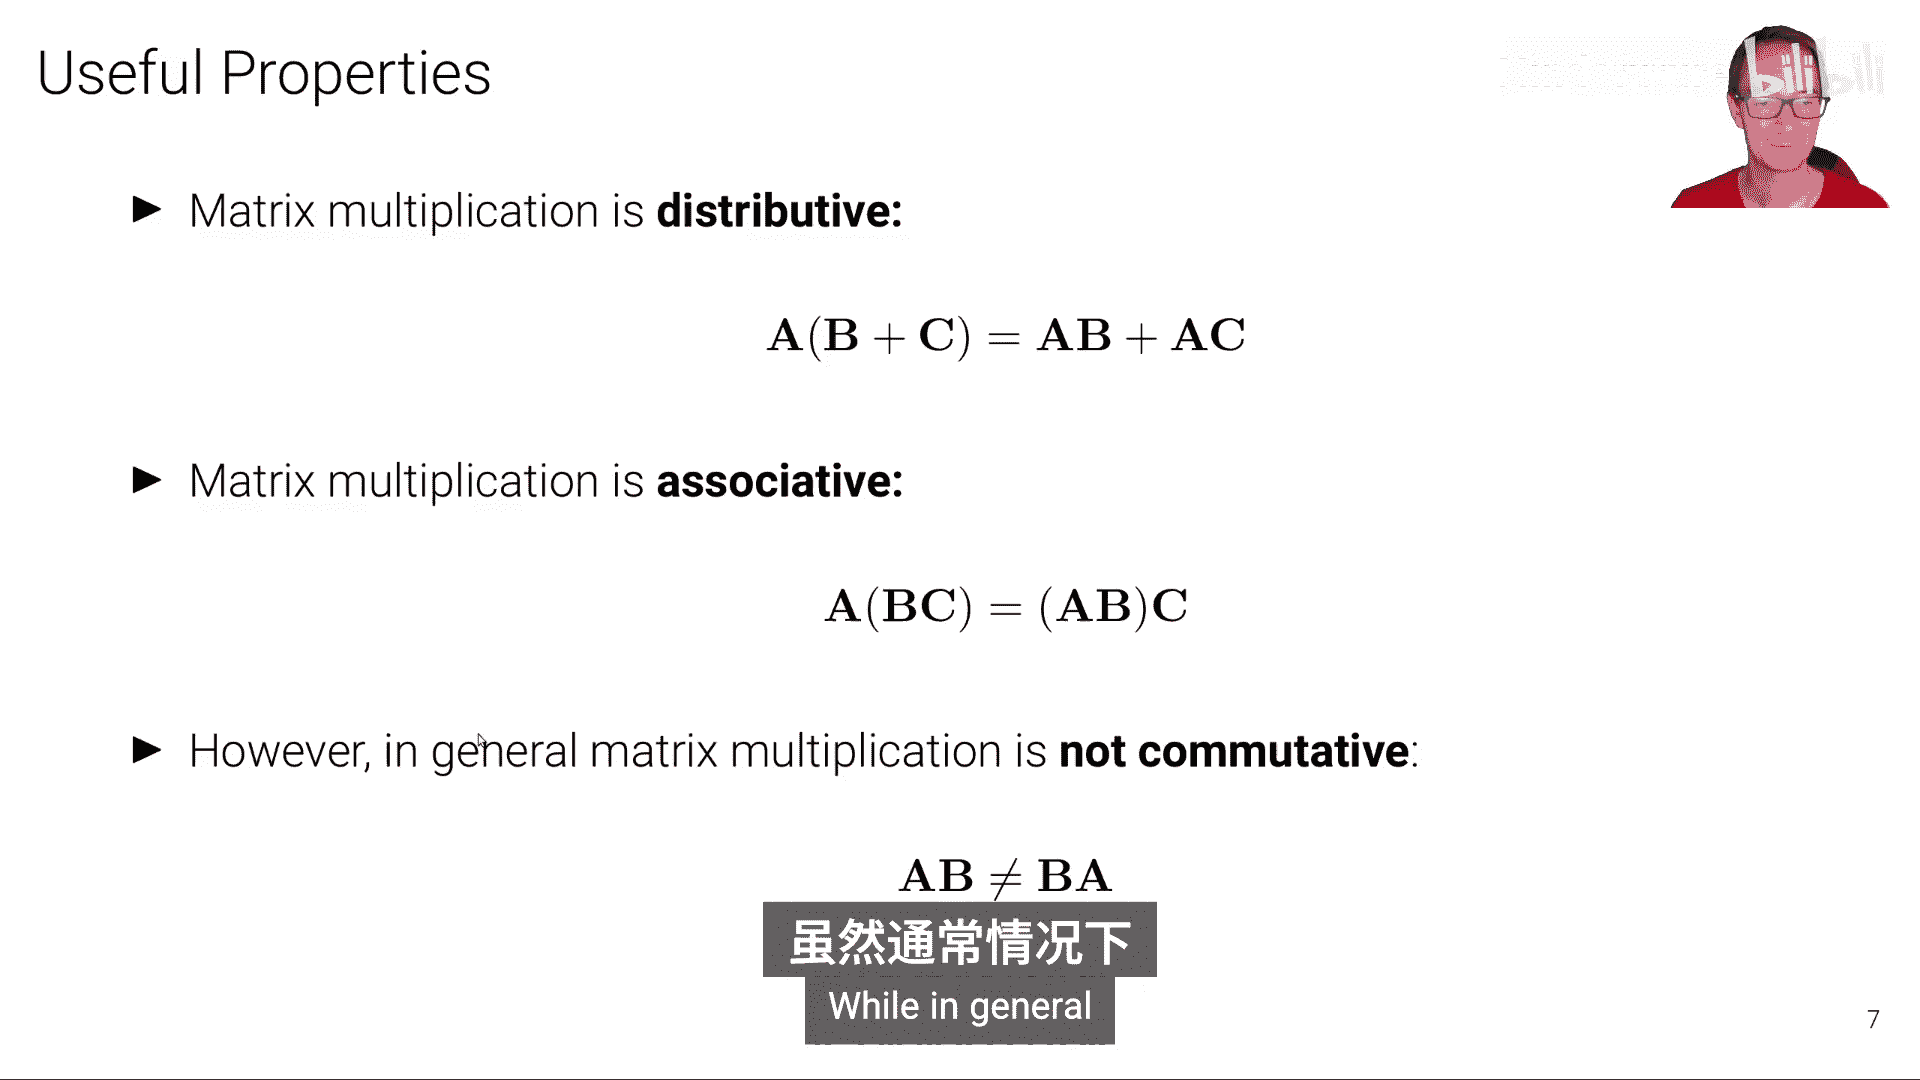 Useful Properties
bilibili
► Matrix multiplication is distributive:
A(B + C) = AB + AC
► Matrix multiplication is associative:
A(BC) = (AB)C
► However, in general matrix multiplication is not commutative:
AB ≠ BA
虽然通常情况下
While in general
7